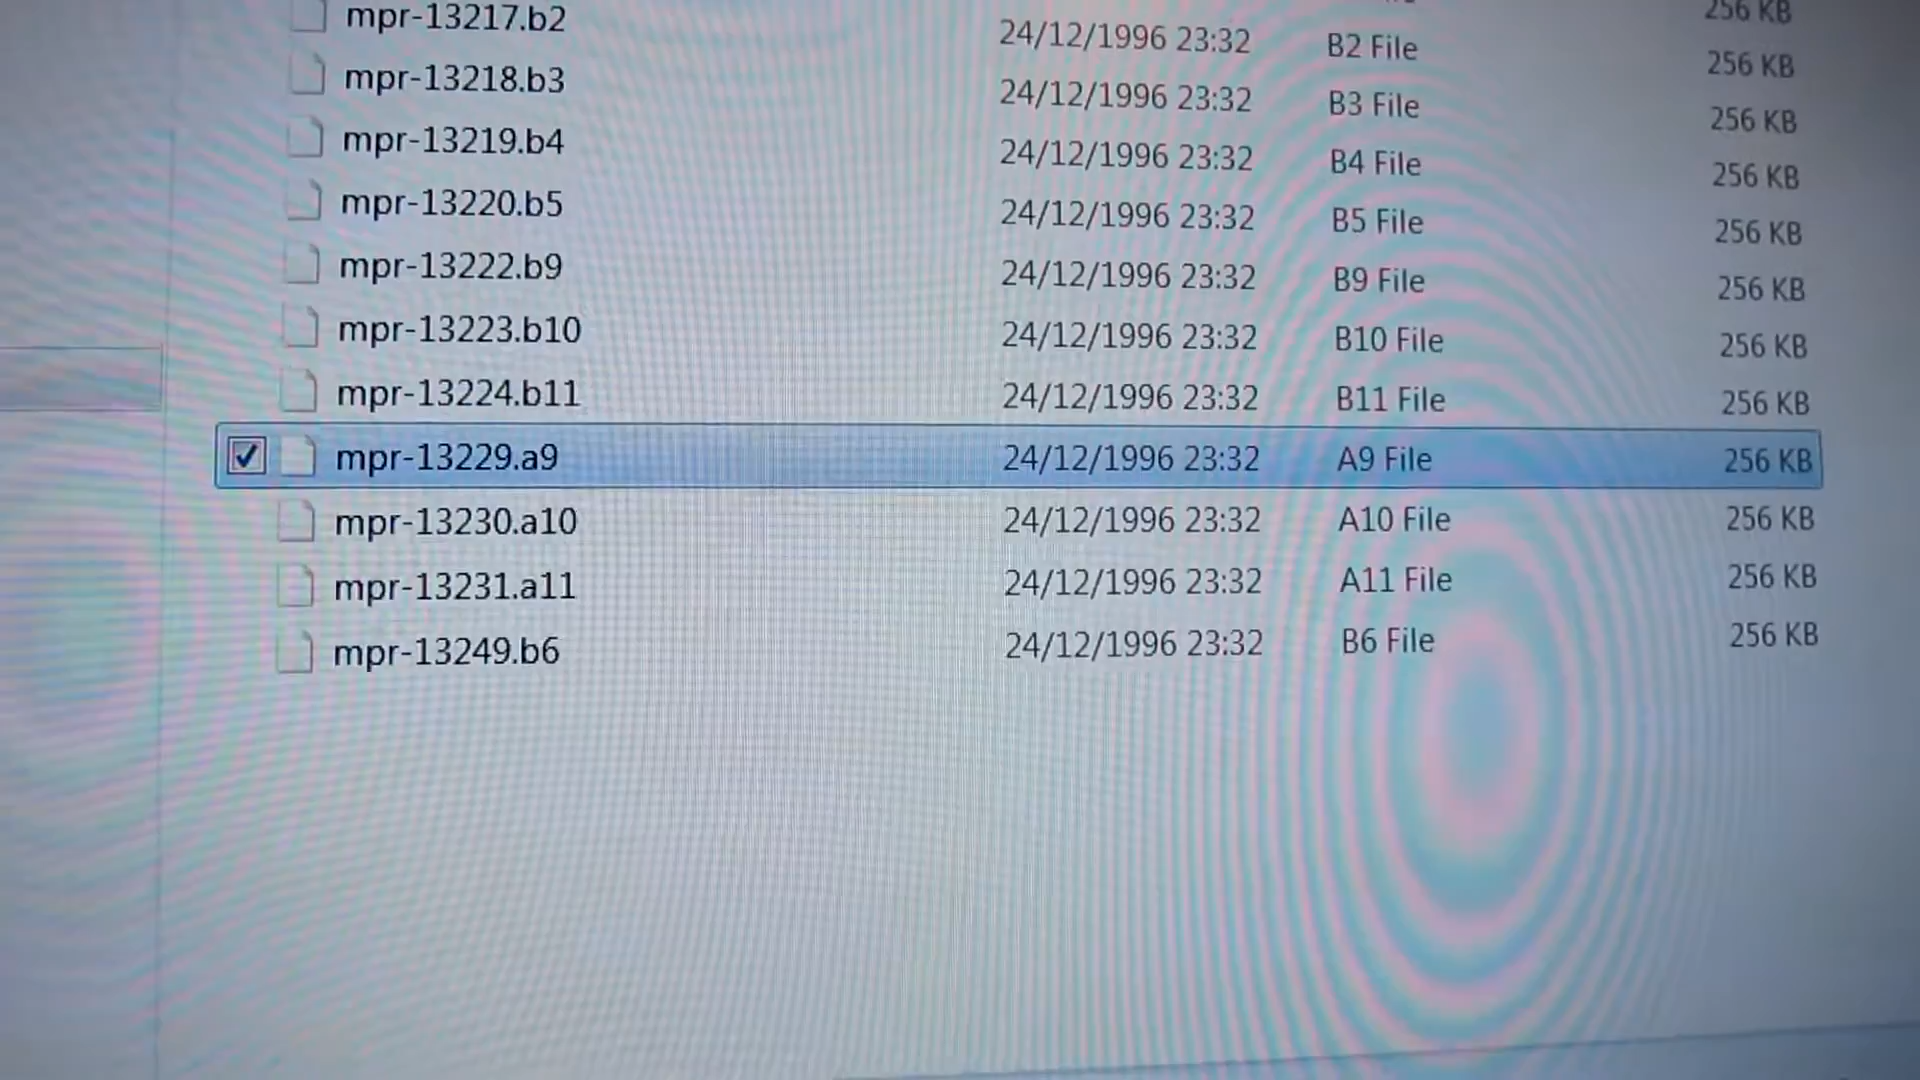 256 KB
mpr-13217.b2 24/12/1996 23:32 B2 File 256 KB
mpr-13218.b3 24/12/1996 23:32 B3 File 256 KB
mpr-13219.b4 24/12/1996 23:32 B4 File 256 KB
mpr-13220.b5 24/12/1996 23:32 B5 File 256 KB
mpr-13222.b9 24/12/1996 23:32 B9 File 256 KB
mpr-13223.b10 24/12/1996 23:32 B10 File 256 KB
mpr-13224.b11 24/12/1996 23:32 B11 File 256 KB
mpr-13229.a9 24/12/1996 23:32 A9 File 256 KB
mpr-13230.a10 24/12/1996 23:32 A10 File 256 KB
mpr-13231.a11 24/12/1996 23:32 A11 File 256 KB
mpr-13249.b6 24/12/1996 23:32 B6 File 256 KB